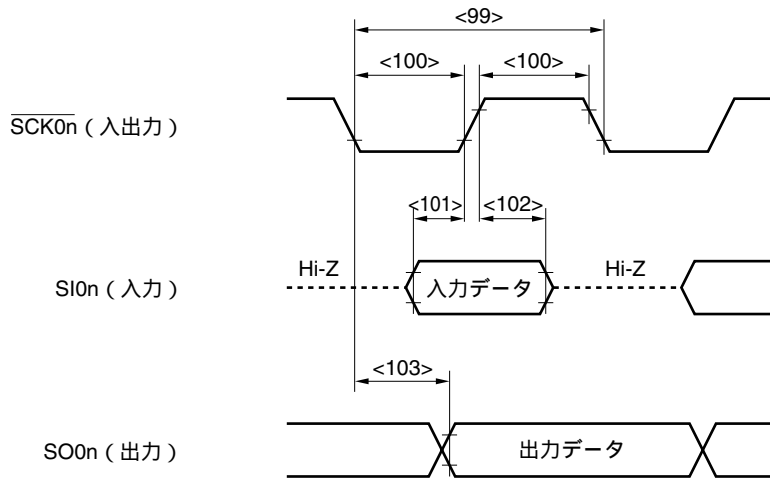 <99>
<100> <100>
SCK0n（入出力）
<101> <102>
Hi-Z Hi-Z
SI0n（入力） 入力データ
<103>
SO0n（出力） 出力データ